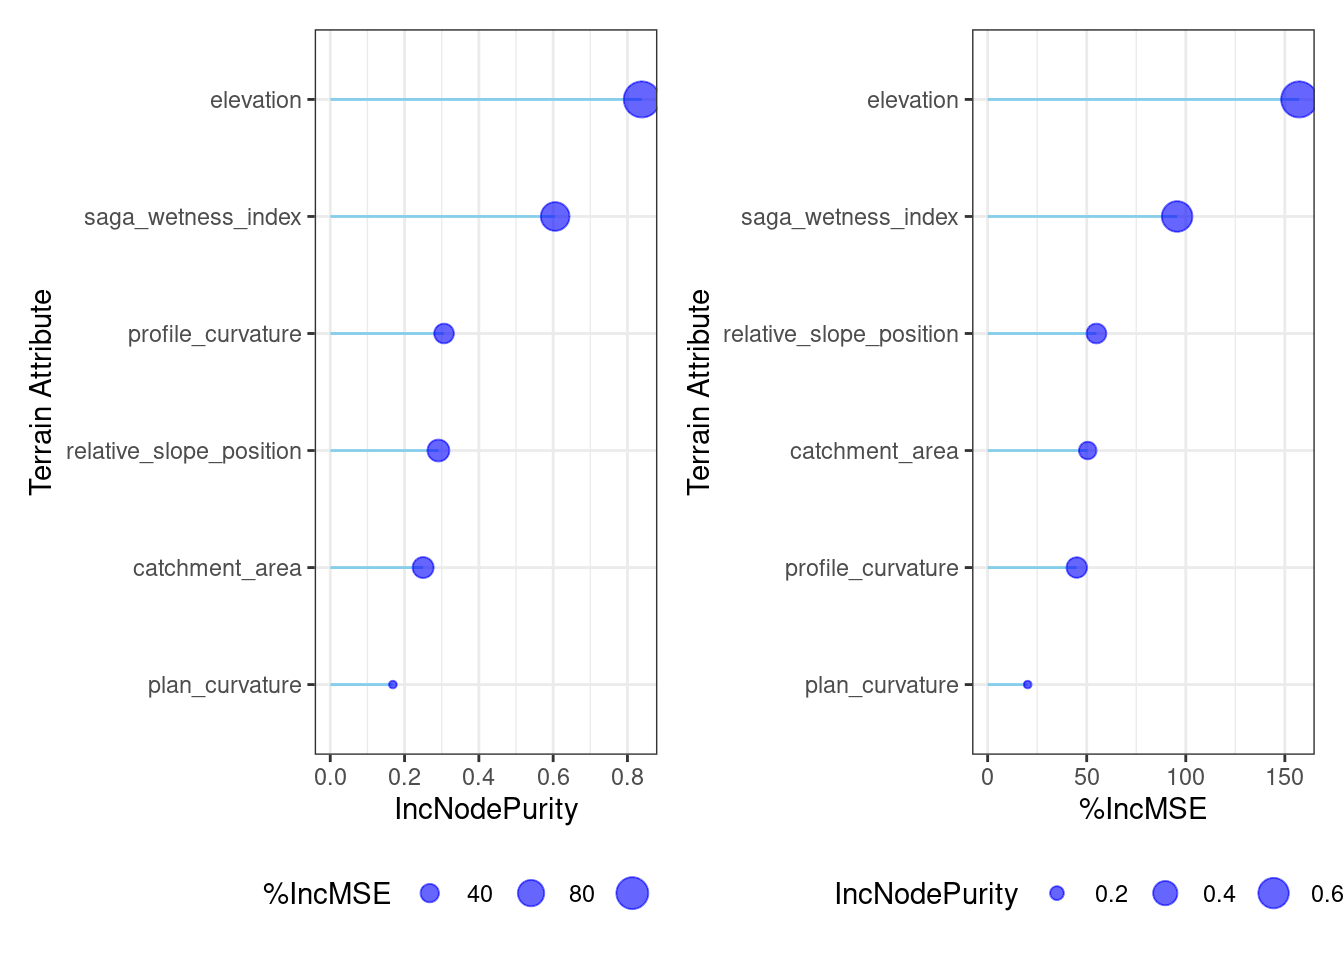 elevation
saga_wetness_index
profile_curvature
relative_slope_position
catchment_area
plan_curvature
Terrain Attribute
0.0 0.2 0.4 0.6 0.8
IncNodePurity
%IncMSE 40 80
elevation
saga_wetness_index
relative_slope_position
catchment_area
profile_curvature
plan_curvature
Terrain Attribute
0 50 100 150
%IncMSE
IncNodePurity 0.2 0.4 0.6